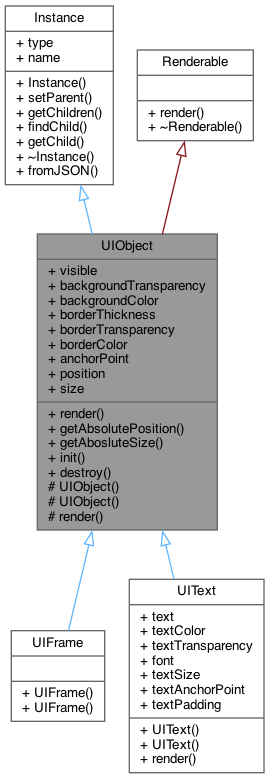 Instance
+ type
+ name
+ Instance()
+ setParent()
+ getChildren()
+ findChild()
+ getChild()
+ ~Instance()
+ fromJSON()
Renderable
+ render()
+ ~Renderable()
UIObject
+ visible
+ backgroundTransparency
+ backgroundColor
+ borderThickness
+ borderTransparency
+ borderColor
+ anchorPoint
+ position
+ size
+ render()
+ getAbsolutePosition()
+ getAbosluteSize()
+ init()
+ destroy()
# UIObject()
# UIObject()
# render()
UIFrame
+ UIFrame()
+ UIFrame()
UIText
+ text
+ textColor
+ textTransparency
+ font
+ textSize
+ textAnchorPoint
+ textPadding
+ UIText()
+ UIText()
+ render()